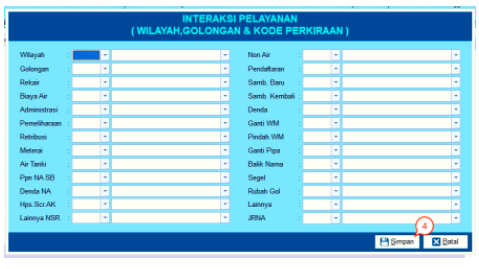 INTERAKSI PELAYANAN
( WILAYAH,GOLONGAN & KODE PERKIRAAN )
Wilayah :
Golongan :
Rekair :
Biaya Air :
Administrasi :
Pemeliharaan :
Retribusi :
Meterai :
Air Tanki :
Ppn NA SB :
Denda NA :
Hps.Scr.AK :
Lainnya NSR :
Non Air :
Pendaftaran :
Samb. Baru :
Samb. Kembali :
Denda :
Ganti WM :
Pindah WM :
Ganti Pipa :
Balik Nama :
Segel :
Rubah Gol :
Lainnya :
JRNA :
4
Simpan
Batal